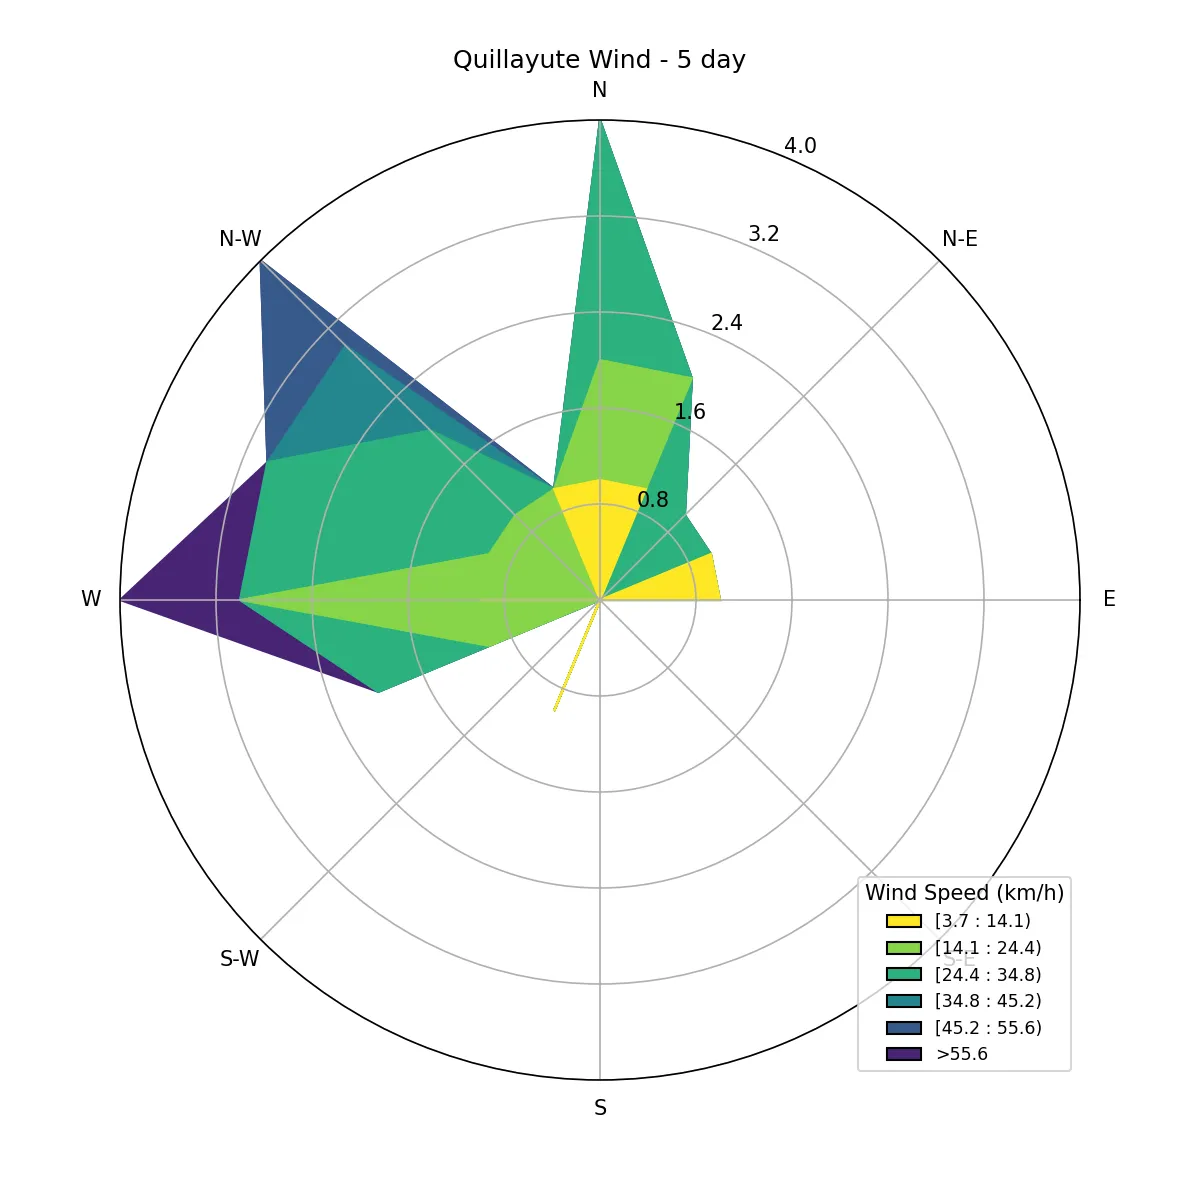 Quillayute Wind - 5 day
N
4.0
N-W
N-E
3.2
2.4
1.6
0.8
W
E
Wind Speed (km/h)
[3.7 : 14.1)
[14.1 : 24.4)
S-W
S-E
[24.4 : 34.8)
[34.8 : 45.2)
[45.2 : 55.6)
>55.6
S